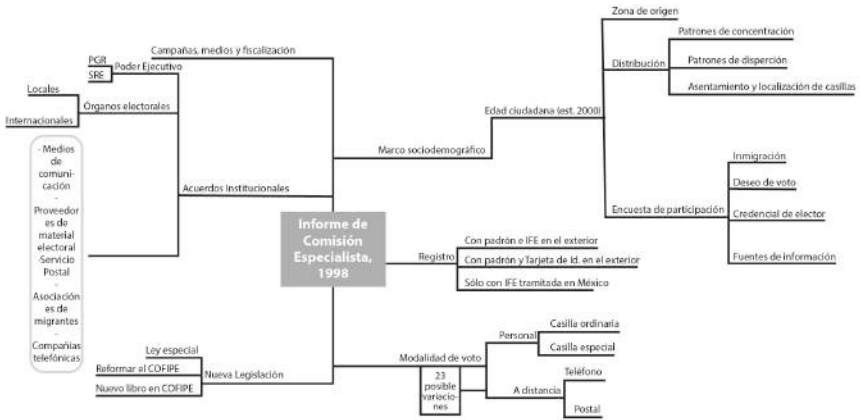 Campañas, medios y fiscalización
PGR
SRE
Poder Ejecutivo
Locales
Internacionales
Órganos electorales
- Medios
de
comuni-
cación
-
Proveedor
es de
material
electoral
-Servicio
Postal
-
Asociación
es de
migrantes
-
Compañías
telefónicas
Acuerdos Institucionales
Informe de
Comisión
Especialista,
1998
Ley especial
Reformar el COFIPE
Nuevo libro en COFIPE
Nueva Legislación
Marco sociodemográfico
Edad ciudadana (est. 2000)
Zona de origen
Distribución
Patrones de concentración
Patrones de disperción
Asentamiento y localización de casillas
Encuesta de participación
Inmigración
Deseo de voto
Credencial de elector
Fuentes de información
Registro
Con padrón e IFE en el exterior
Con padrón y Tarjeta de Id. en el exterior
Sólo con IFE tramitada en México
Modalidad de voto
23
posible
variacio-
nes
Personal
Casilla ordinaria
Casilla especial
A distancia
Teléfono
Postal